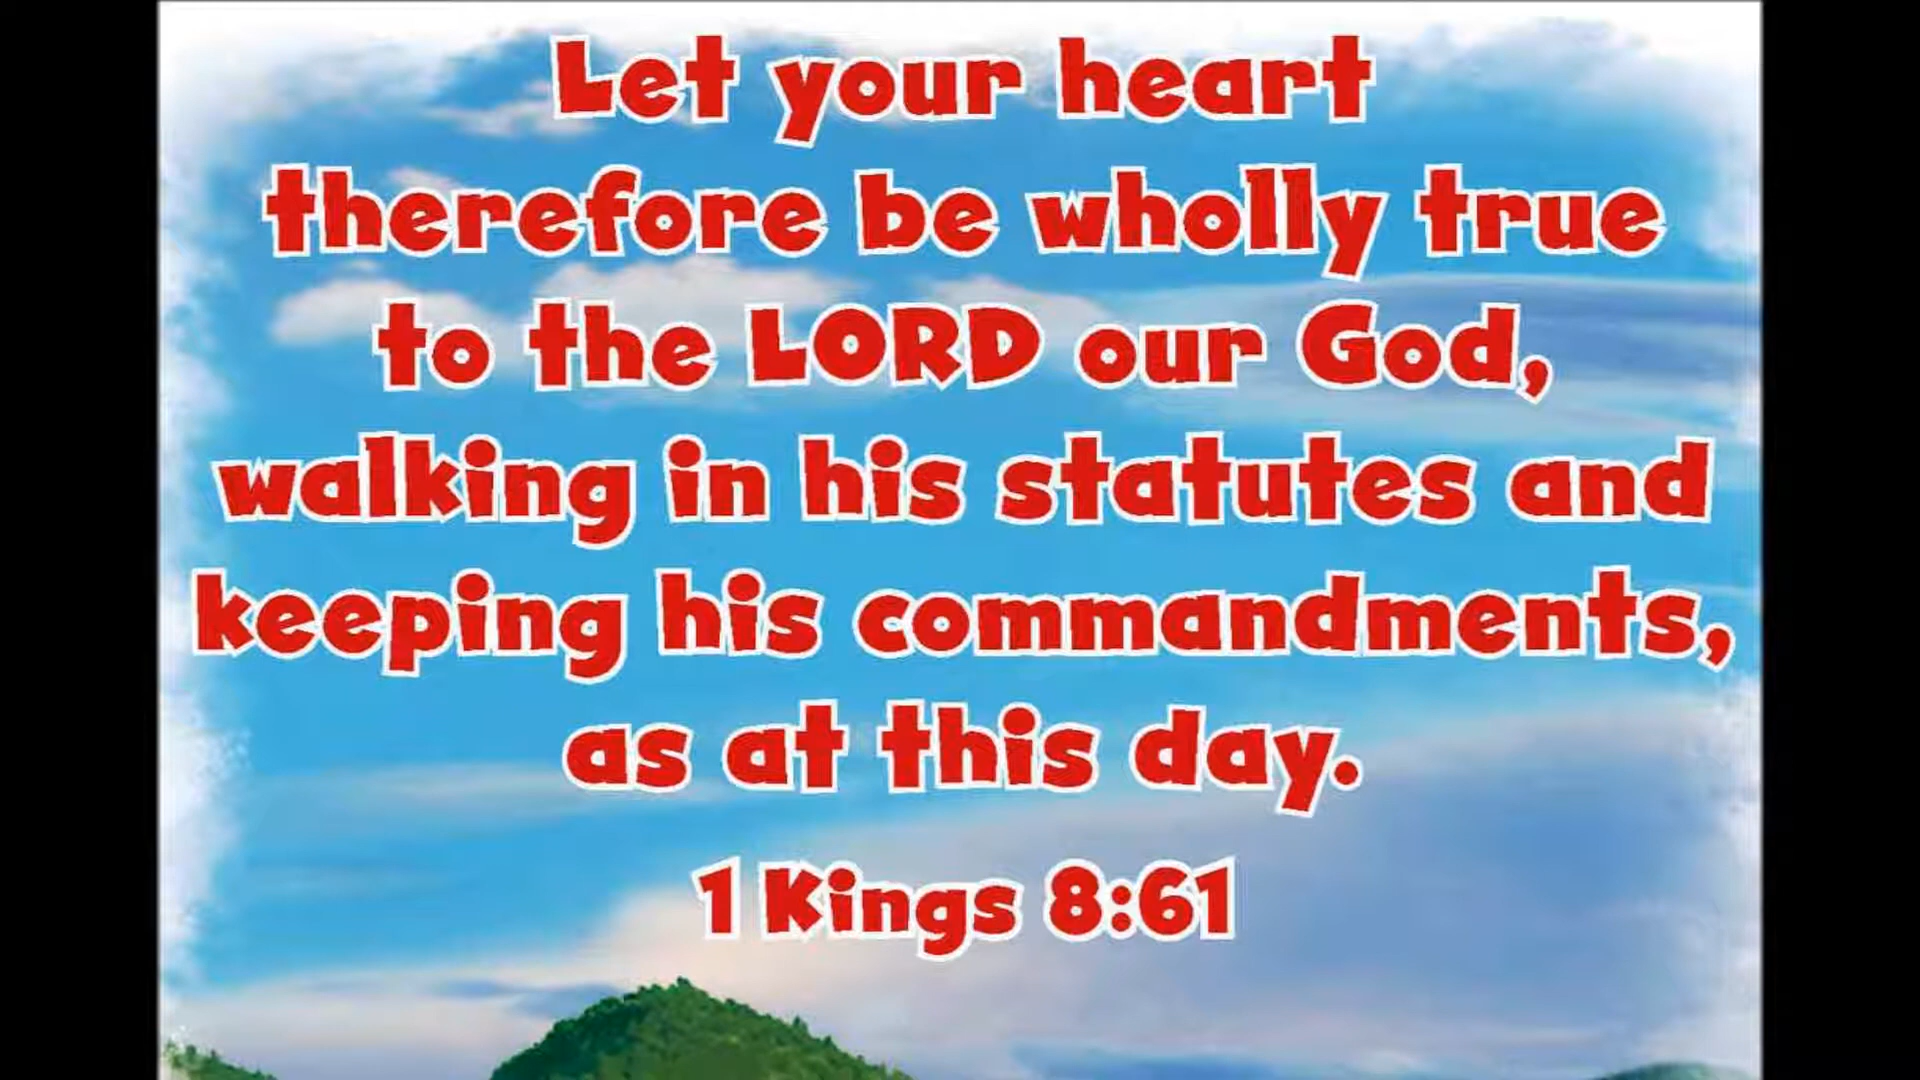 Let your heart
therefore be wholly true
to the LORD our God,
walking in his statutes and
keeping his commandments,
as at this day.
1 Kings 8:61